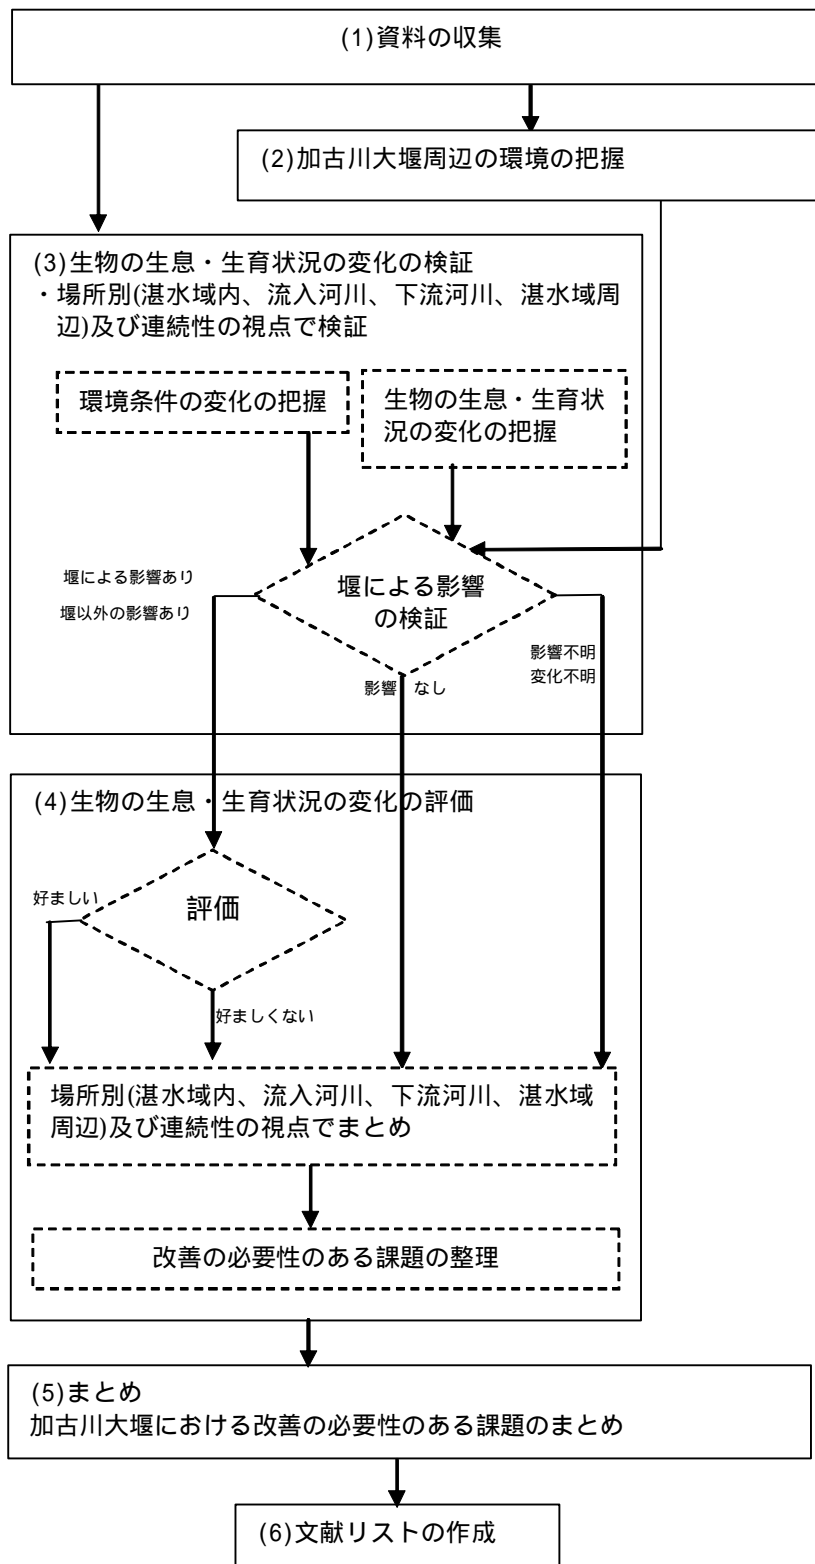 (1)資料の収集
(2)加古川大堰周辺の環境の把握
(3)生物の生息・生育状況の変化の検証
・場所別(湛水域内、流入河川、下流河川、湛水域周
辺)及び連続性の視点で検証
環境条件の変化の把握
生物の生息・生育状
況の変化の把握
堰による影響
の検証
堰による影響あり
堰以外の影響あり
影響なし
影響不明
変化不明
(4)生物の生息・生育状況の変化の評価
評価
好ましい
好ましくない
場所別(湛水域内、流入河川、下流河川、湛水域
周辺)及び連続性の視点でまとめ
改善の必要性のある課題の整理
(5)まとめ
加古川大堰における改善の必要性のある課題のまとめ
(6)文献リストの作成